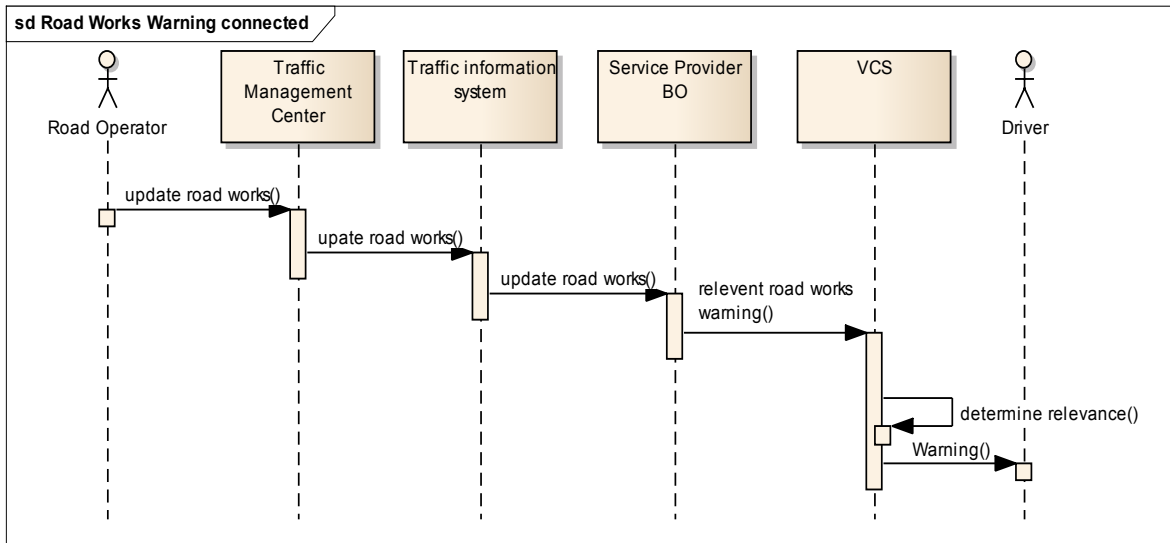 sd Road Works Warning connected
Road Operator
Traffic
Management
Center
Traffic information
system
Service Provider
BO
VCS
Driver
update road works()
upate road works()
update road works()
relevent road works
warning()
determine relevance()
Warning()